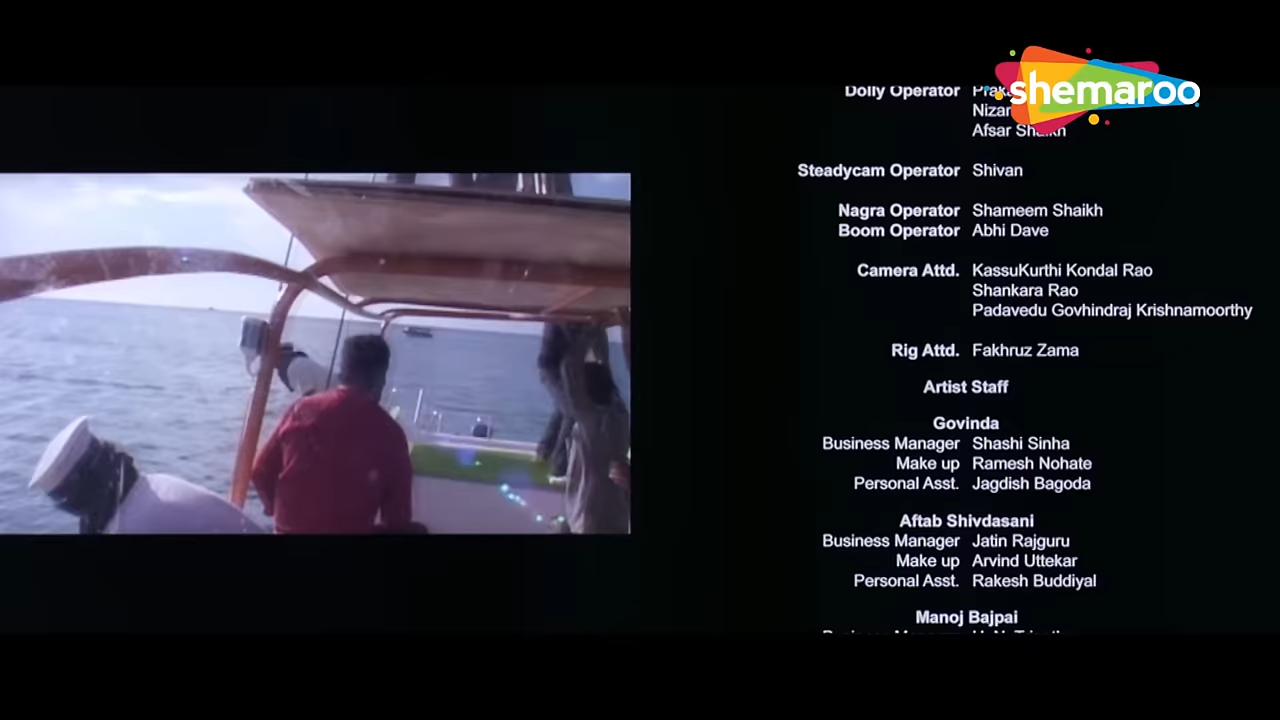 shemaroo
Dolly Operator
Afsar Shaikh
Steadycam Operator Shivan
Nagra Operator Shameem Shaikh
Boom Operator Abhi Dave
Camera Attd. KassuKurthi Kondal Rao
Shankara Rao
Padavedu Govhindraj Krishnamoorthy
Rig Attd. Fakhruz Zama
Artist Staff
Govinda
Business Manager Shashi Sinha
Make up Ramesh Nohate
Personal Asst. Jagdish Bagoda
Aftab Shivdasani
Business Manager Jatin Rajguru
Make up Arvind Uttekar
Personal Asst. Rakesh Buddiyal
Manoj Bajpai